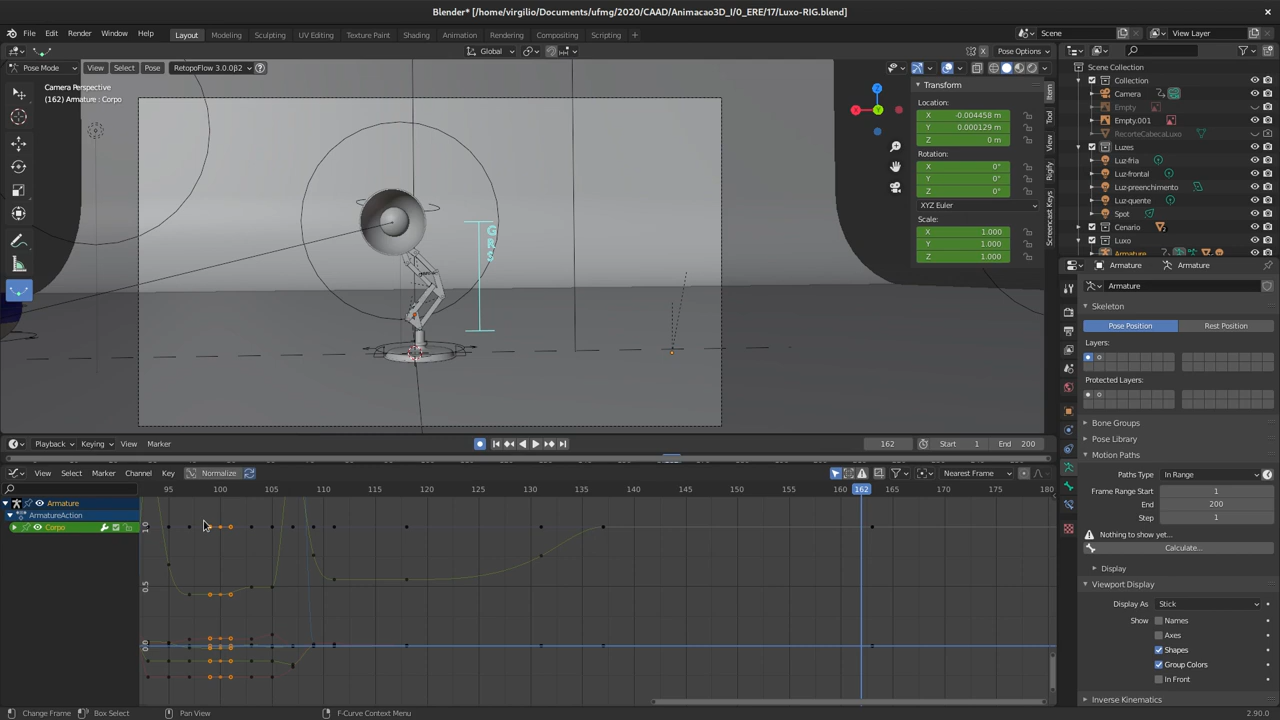 Blender* [/home/virgilio/Documents/ufmg/2020/CAAD/Animacao3D_I/0_ERE/17/Luxo-RIG.blend]
File Edit Render Window Help Layout Modeling Sculpting UV Editing Texture Paint Shading Animation Rendering Compositing Scripting + Scene View Layer
Global Pose Options
Pose Mode View Select Pose RetopoFlow 3.0.0β2
Camera Perspective
(162) Armature : Corpo
Z
X
Y
G
R
S
Transform
Location:
X -0.004458 m
Y 0.000129 m
Z 0 m
Rotation:
X 0°
Y 0°
Z 0°
XYZ Euler
Scale:
X 1.000
Y 1.000
Z 1.000
Item
Tool
View
Rigify
Screencast Keys
Scene Collection
Collection
Camera
Empty
Empty.001
RecorteCabecaLuxo
Luzes
Luz-fria
Luz-frontal
Luz-preenchimento
Luz-quente
Spot
Cenario
Luxo
Armature
Armature Armature
Armature
Skeleton
Pose Position Rest Position
Layers:
Protected Layers:
Bone Groups
Pose Library
Motion Paths
Paths Type In Range
Frame Range Start 1
End 200
Step 1
Nothing to show yet...
Calculate...
Display
Viewport Display
Display As Stick
Show Names
Axes
Shapes
Group Colors
In Front
Inverse Kinematics
Playback Keying View Marker 162 Start 1 End 200
View Select Marker Channel Key Normalize Nearest Frame
95 100 105 110 115 120 125 130 135 140 145 150 155 160 162 165 170 175 180
Armature
ArmatureAction
Corpo
1.0
0.5
0.0
Change Frame Box Select Pan View F-Curve Context Menu 2.90.0